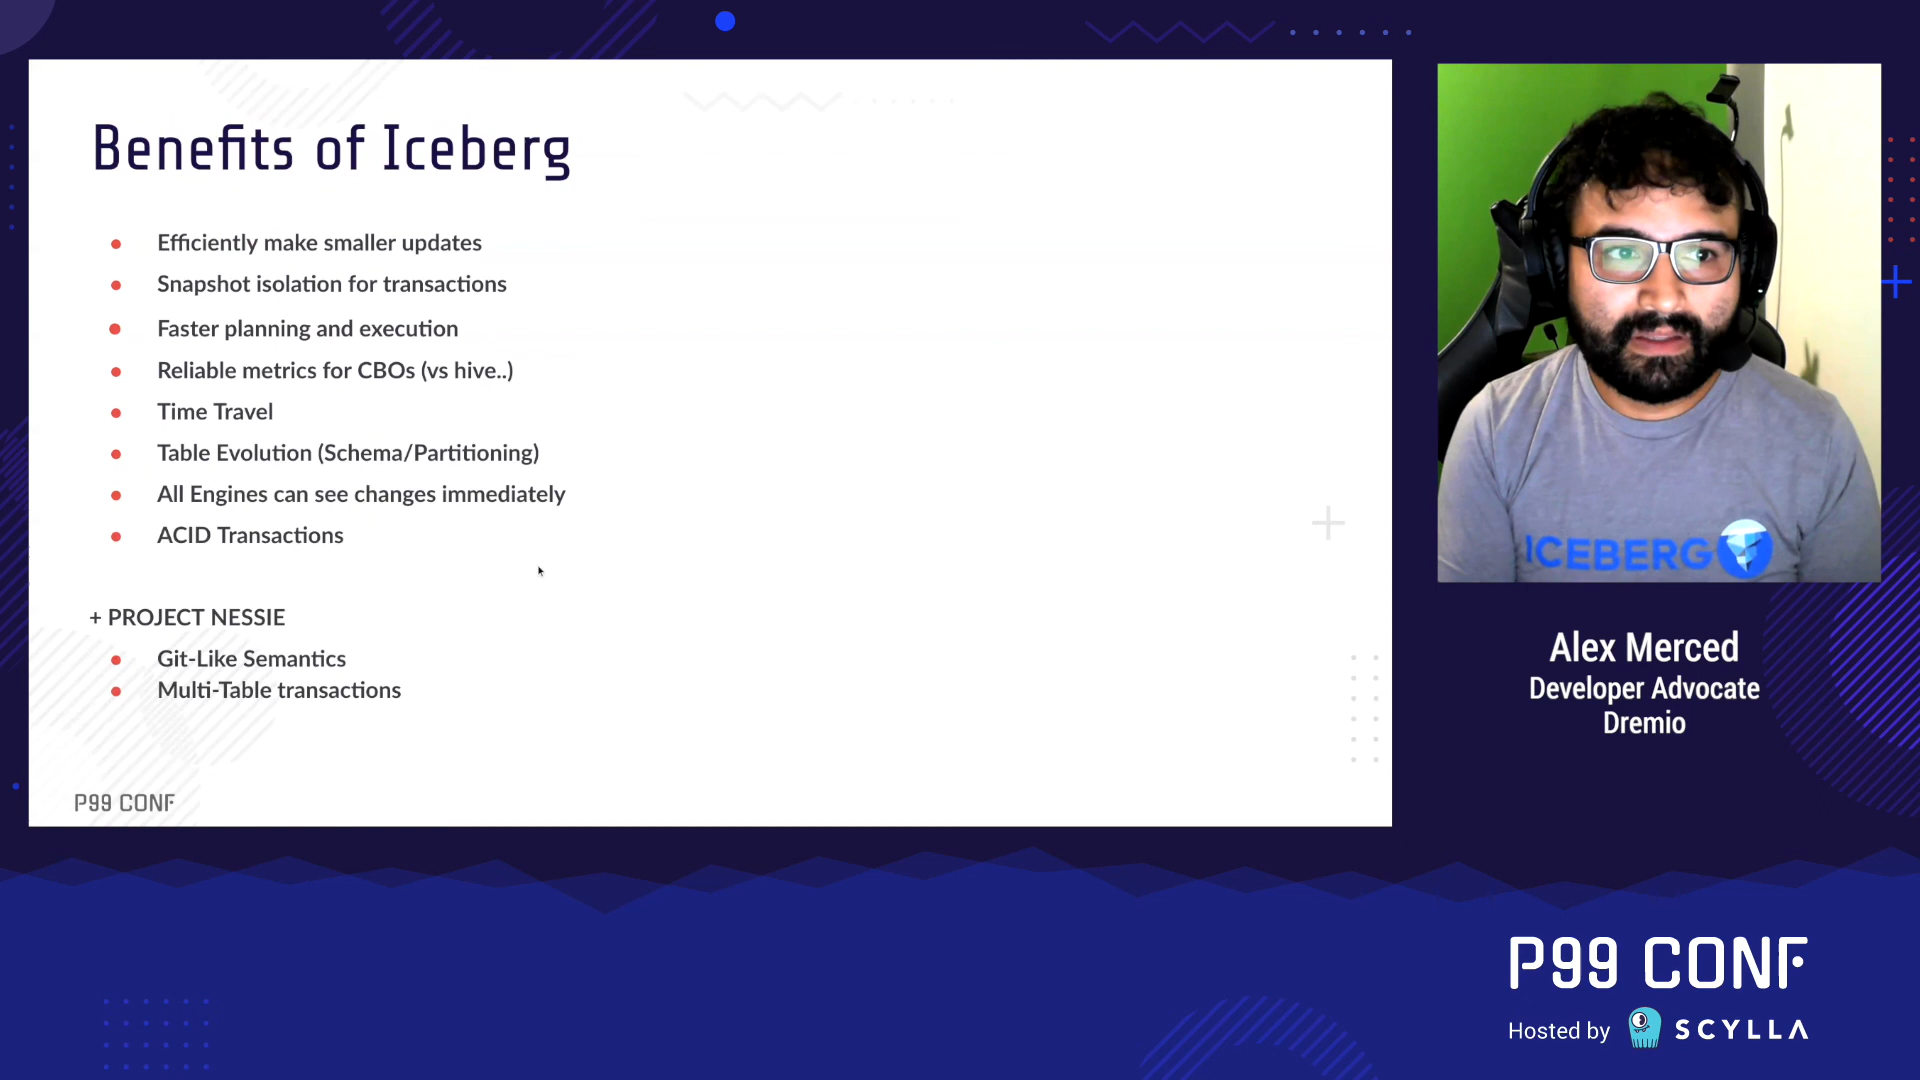 Benefits of Iceberg
Efficiently make smaller updates
Snapshot isolation for transactions
Faster planning and execution
Reliable metrics for CBOs (vs hive..)
Time Travel
Table Evolution (Schema/Partitioning)
All Engines can see changes immediately
ACID Transactions
+ PROJECT NESSIE
Git-Like Semantics
Multi-Table transactions
P99 CONF
ICEBERG
Alex Merced
Developer Advocate
Dremio
P99 CONF
Hosted by SCYLLA